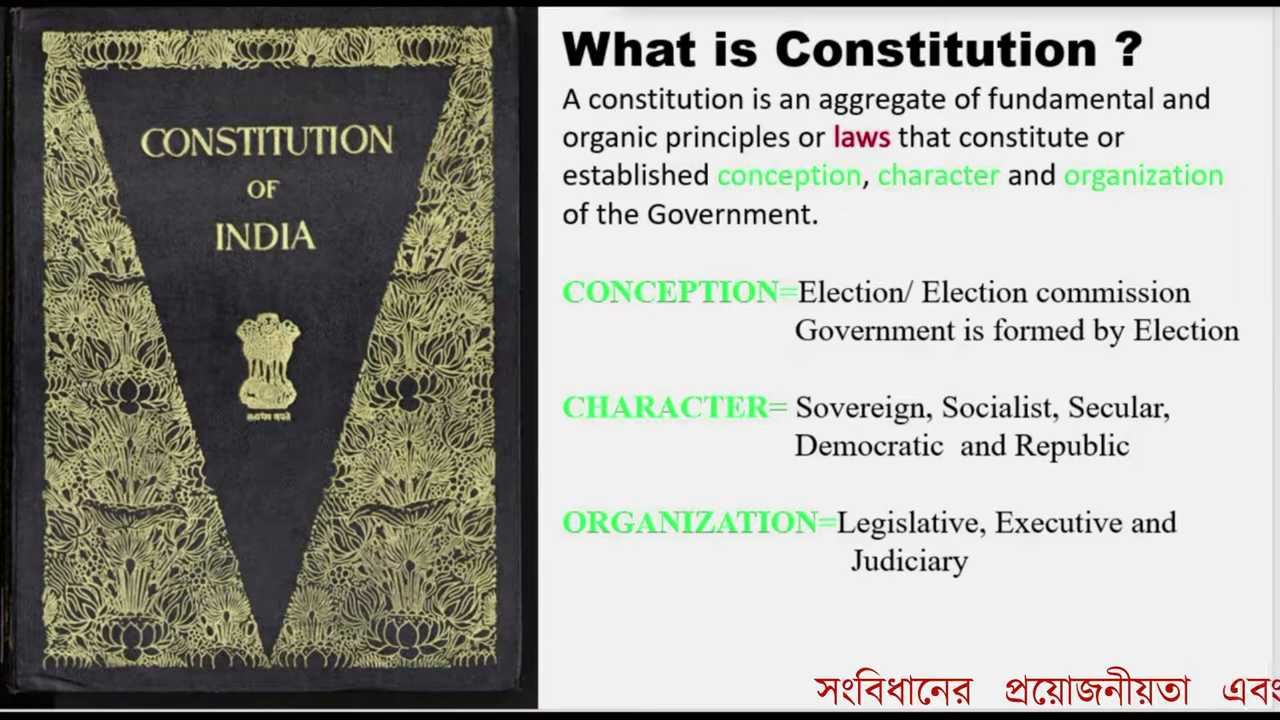 CONSTITUTION
OF
INDIA
What is Constitution ?
A constitution is an aggregate of fundamental and
organic principles or laws that constitute or
established conception, character and organization
of the Government.
CONCEPTION=Election/ Election commission
Government is formed by Election
CHARACTER= Sovereign, Socialist, Secular,
Democratic and Republic
ORGANIZATION=Legislative, Executive and
Judiciary
সংবিধানের প্রয়োজনীয়তা এবং